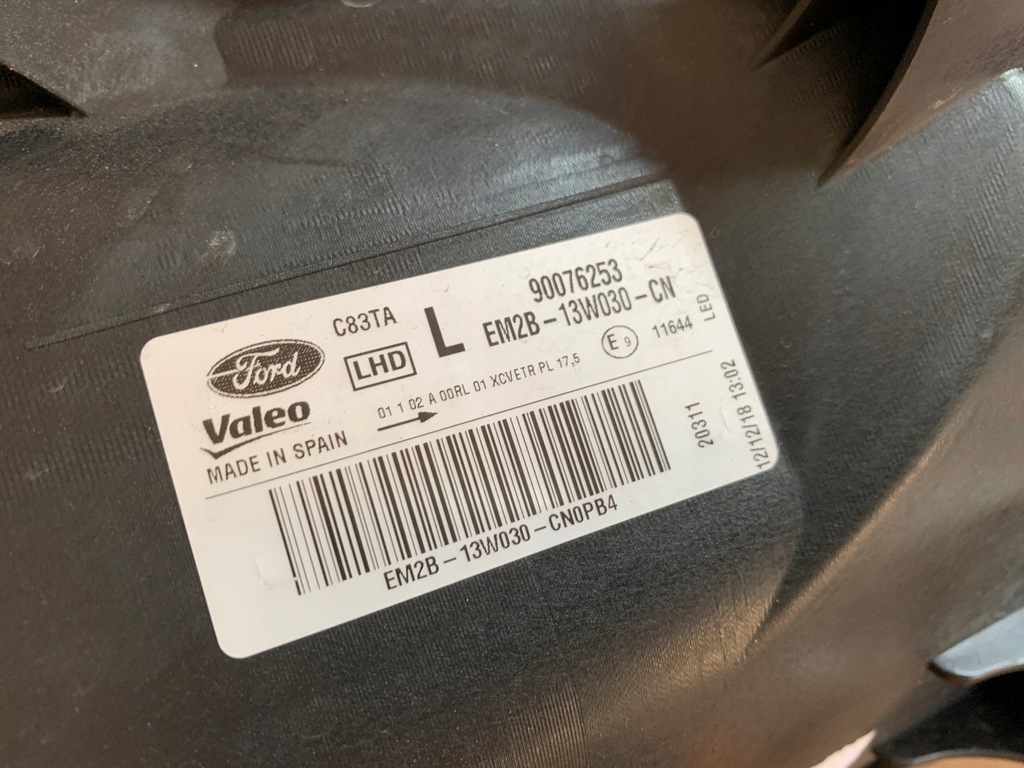 C83TA
L
90076253
EM2B-13W030-CN
Ford
LHD
E9
11644
LED
Valeo
01 1 02 A 00RL 01 XCVETR PL 17,5
MADE IN SPAIN
20311
12/12/18 13:02
EM2B-13W030-CN0PB4